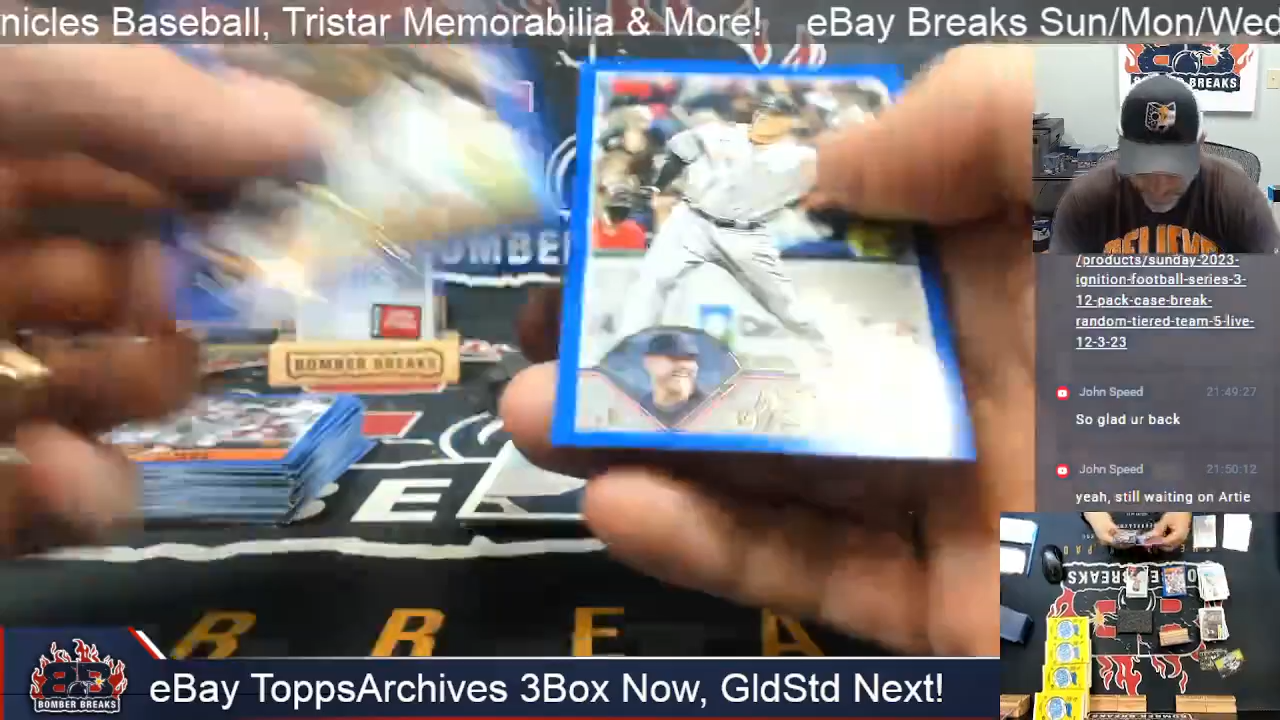 nicles Baseball, Tristar Memorabilia & More! eBay Breaks Sun/Mon/Wed
BREAKS
BELIEVE
/products/sunday-2023-
ignition-football-series-3-
12-pack-case-break-
random-tiered-team-5-live-
12-3-23
John Speed 21:49:27
So glad ur back
John Speed 21:50:12
yeah, still waiting on Artie
OMBE
BOMBER BREAKS
E
B R E A
BREAKS
BOMBER BREAKS
eBay ToppsArchives 3Box Now, GldStd Next!